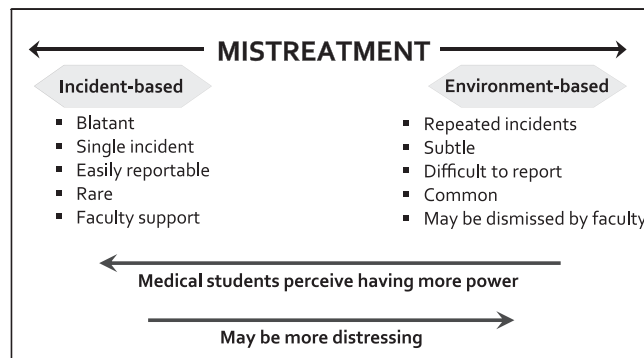 MISTREATMENT
Incident-based
▪ Blatant
▪ Single incident
▪ Easily reportable
▪ Rare
▪ Faculty support
Environment-based
▪ Repeated incidents
▪ Subtle
▪ Difficult to report
▪ Common
▪ May be dismissed by faculty
Medical students perceive having more power
May be more distressing